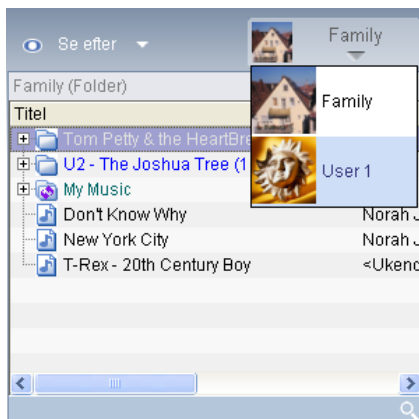 Se efter
Family
Family (Folder)
Family
Titel
Tom Petty & the HeartBre
U2 - The Joshua Tree (1
User 1
My Music
Don't Know Why
Norah J
New York City
Norah J
T-Rex - 20th Century Boy
<Ukend